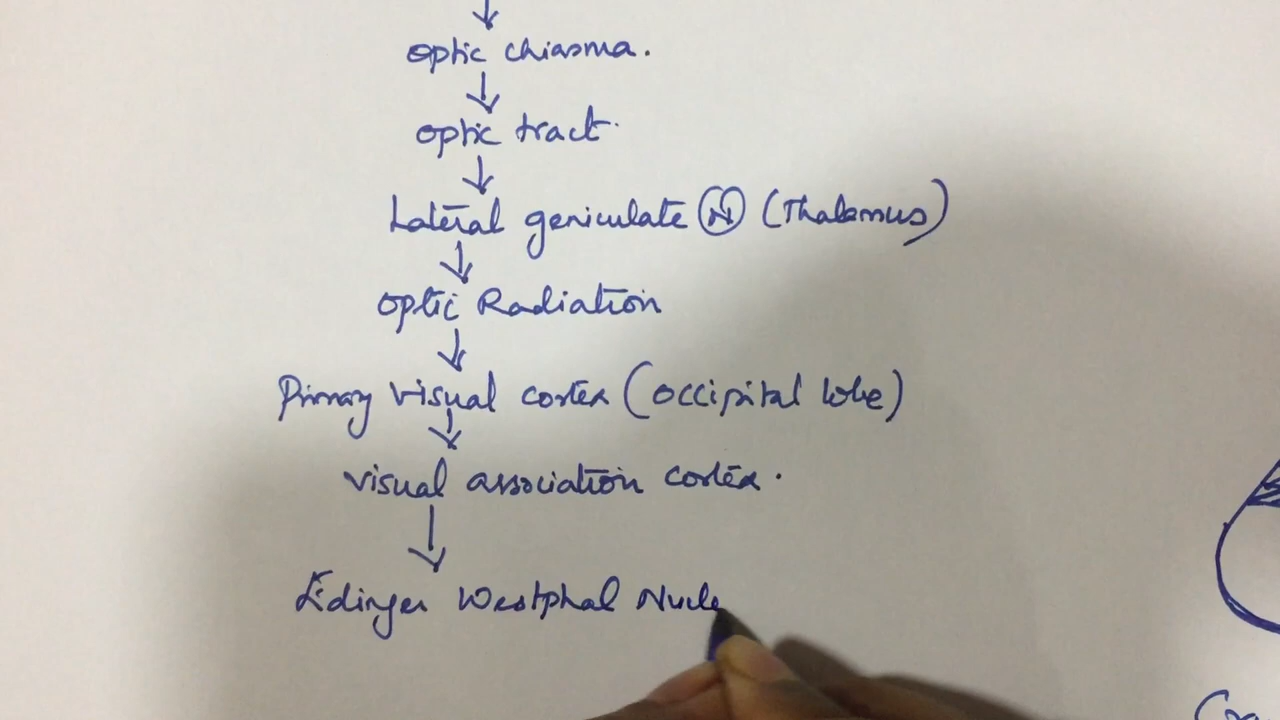 ↓
optic chiasma.
↓
optic tract
↓
Lateral geniculate Ⓝ (Thalamus)
↓
optic Radiation
↓
Primary visual cortex (occipital lobe)
↓
visual association cortex.
↓
Edinger Westphal Nucle